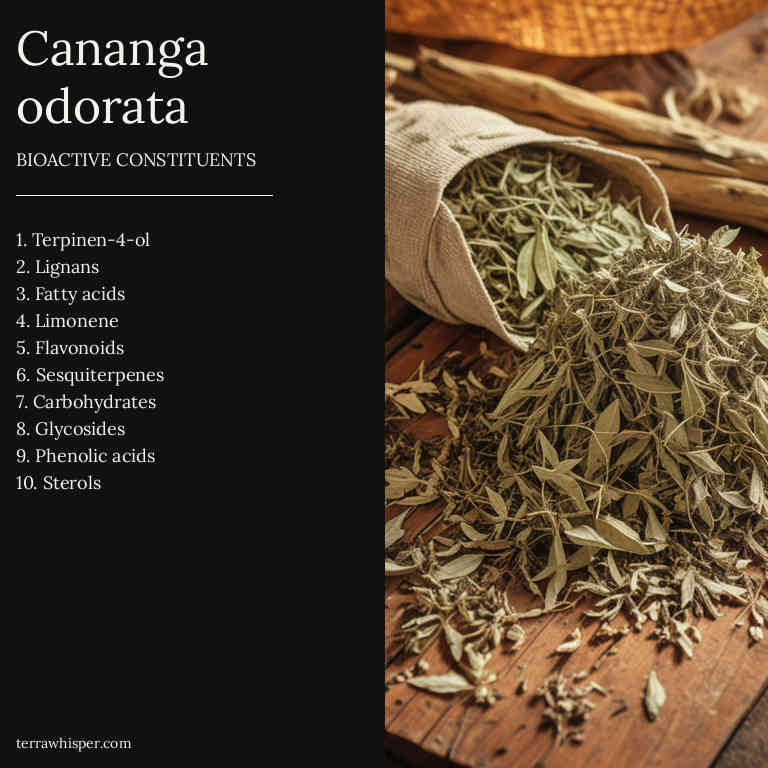 Cananga
odorata
BIOACTIVE CONSTITUENTS
1. Terpinen-4-ol
2. Lignans
3. Fatty acids
4. Limonene
5. Flavonoids
6. Sesquiterpenes
7. Carbohydrates
8. Glycosides
9. Phenolic acids
10. Sterols
terrawhisper.com